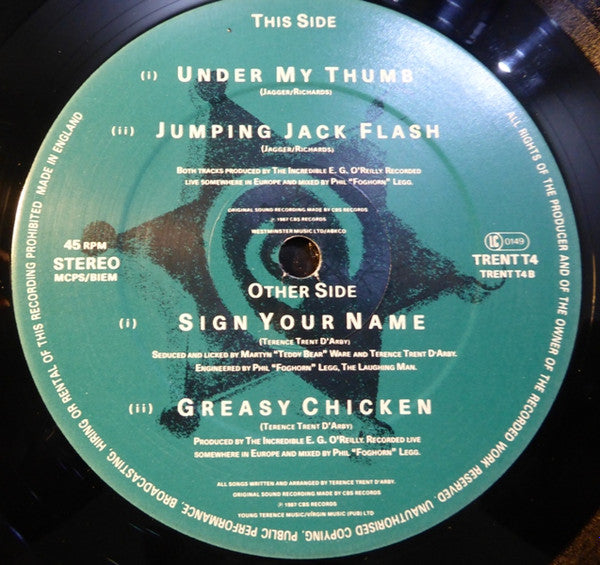 THIS SIDE
(i) UNDER MY THUMB
(JAGGER/RICHARDS)
(ii) JUMPING JACK FLASH
(JAGGER/RICHARDS)
BOTH TRACKS PRODUCED BY THE INCREDIBLE E. G. O'REILLY RECORDED
LIVE SOMEWHERE IN EUROPE AND MIXED BY PHIL "FOGHORN" LEGG.
ORIGINAL SOUND RECORDING MADE BY CBS RECORDS
℗ 1987 CBS RECORDS
WESTMINSTER MUSIC LTD/ABKCO
45 RPM
STEREO
MCPS/BIEM
LC 0149
TRENT T4
TRENT T4 B
OTHER SIDE
(i) SIGN YOUR NAME
(TERENCE TRENT D'ARBY)
SEDUCED AND LICKED BY MARTYN "TEDDY BEAR" WARE AND TERENCE TRENT D'ARBY.
ENGINEERED BY PHIL "FOGHORN" LEGG, THE LAUGHING MAN.
(ii) GREASY CHICKEN
(TERENCE TRENT D'ARBY)
PRODUCED BY THE INCREDIBLE E. G. O'REILLY. RECORDED LIVE
SOMEWHERE IN EUROPE AND MIXED BY PHIL "FOGHORN" LEGG.
ALL SONGS WRITTEN AND ARRANGED BY TERENCE TRENT D'ARBY.
ORIGINAL SOUND RECORDING MADE BY CBS RECORDS
℗ 1987 CBS RECORDS
YOUNG TERENCE MUSIC/VIRGIN MUSIC (PUB) LTD
ALL RIGHTS OF THE PRODUCER AND OF THE OWNER OF THE RECORDED WORK RESERVED. UNAUTHORISED COPYING, PUBLIC PERFORMANCE, BROADCASTING, HIRING OR RENTAL OF THIS RECORDING PROHIBITED MADE IN ENGLAND